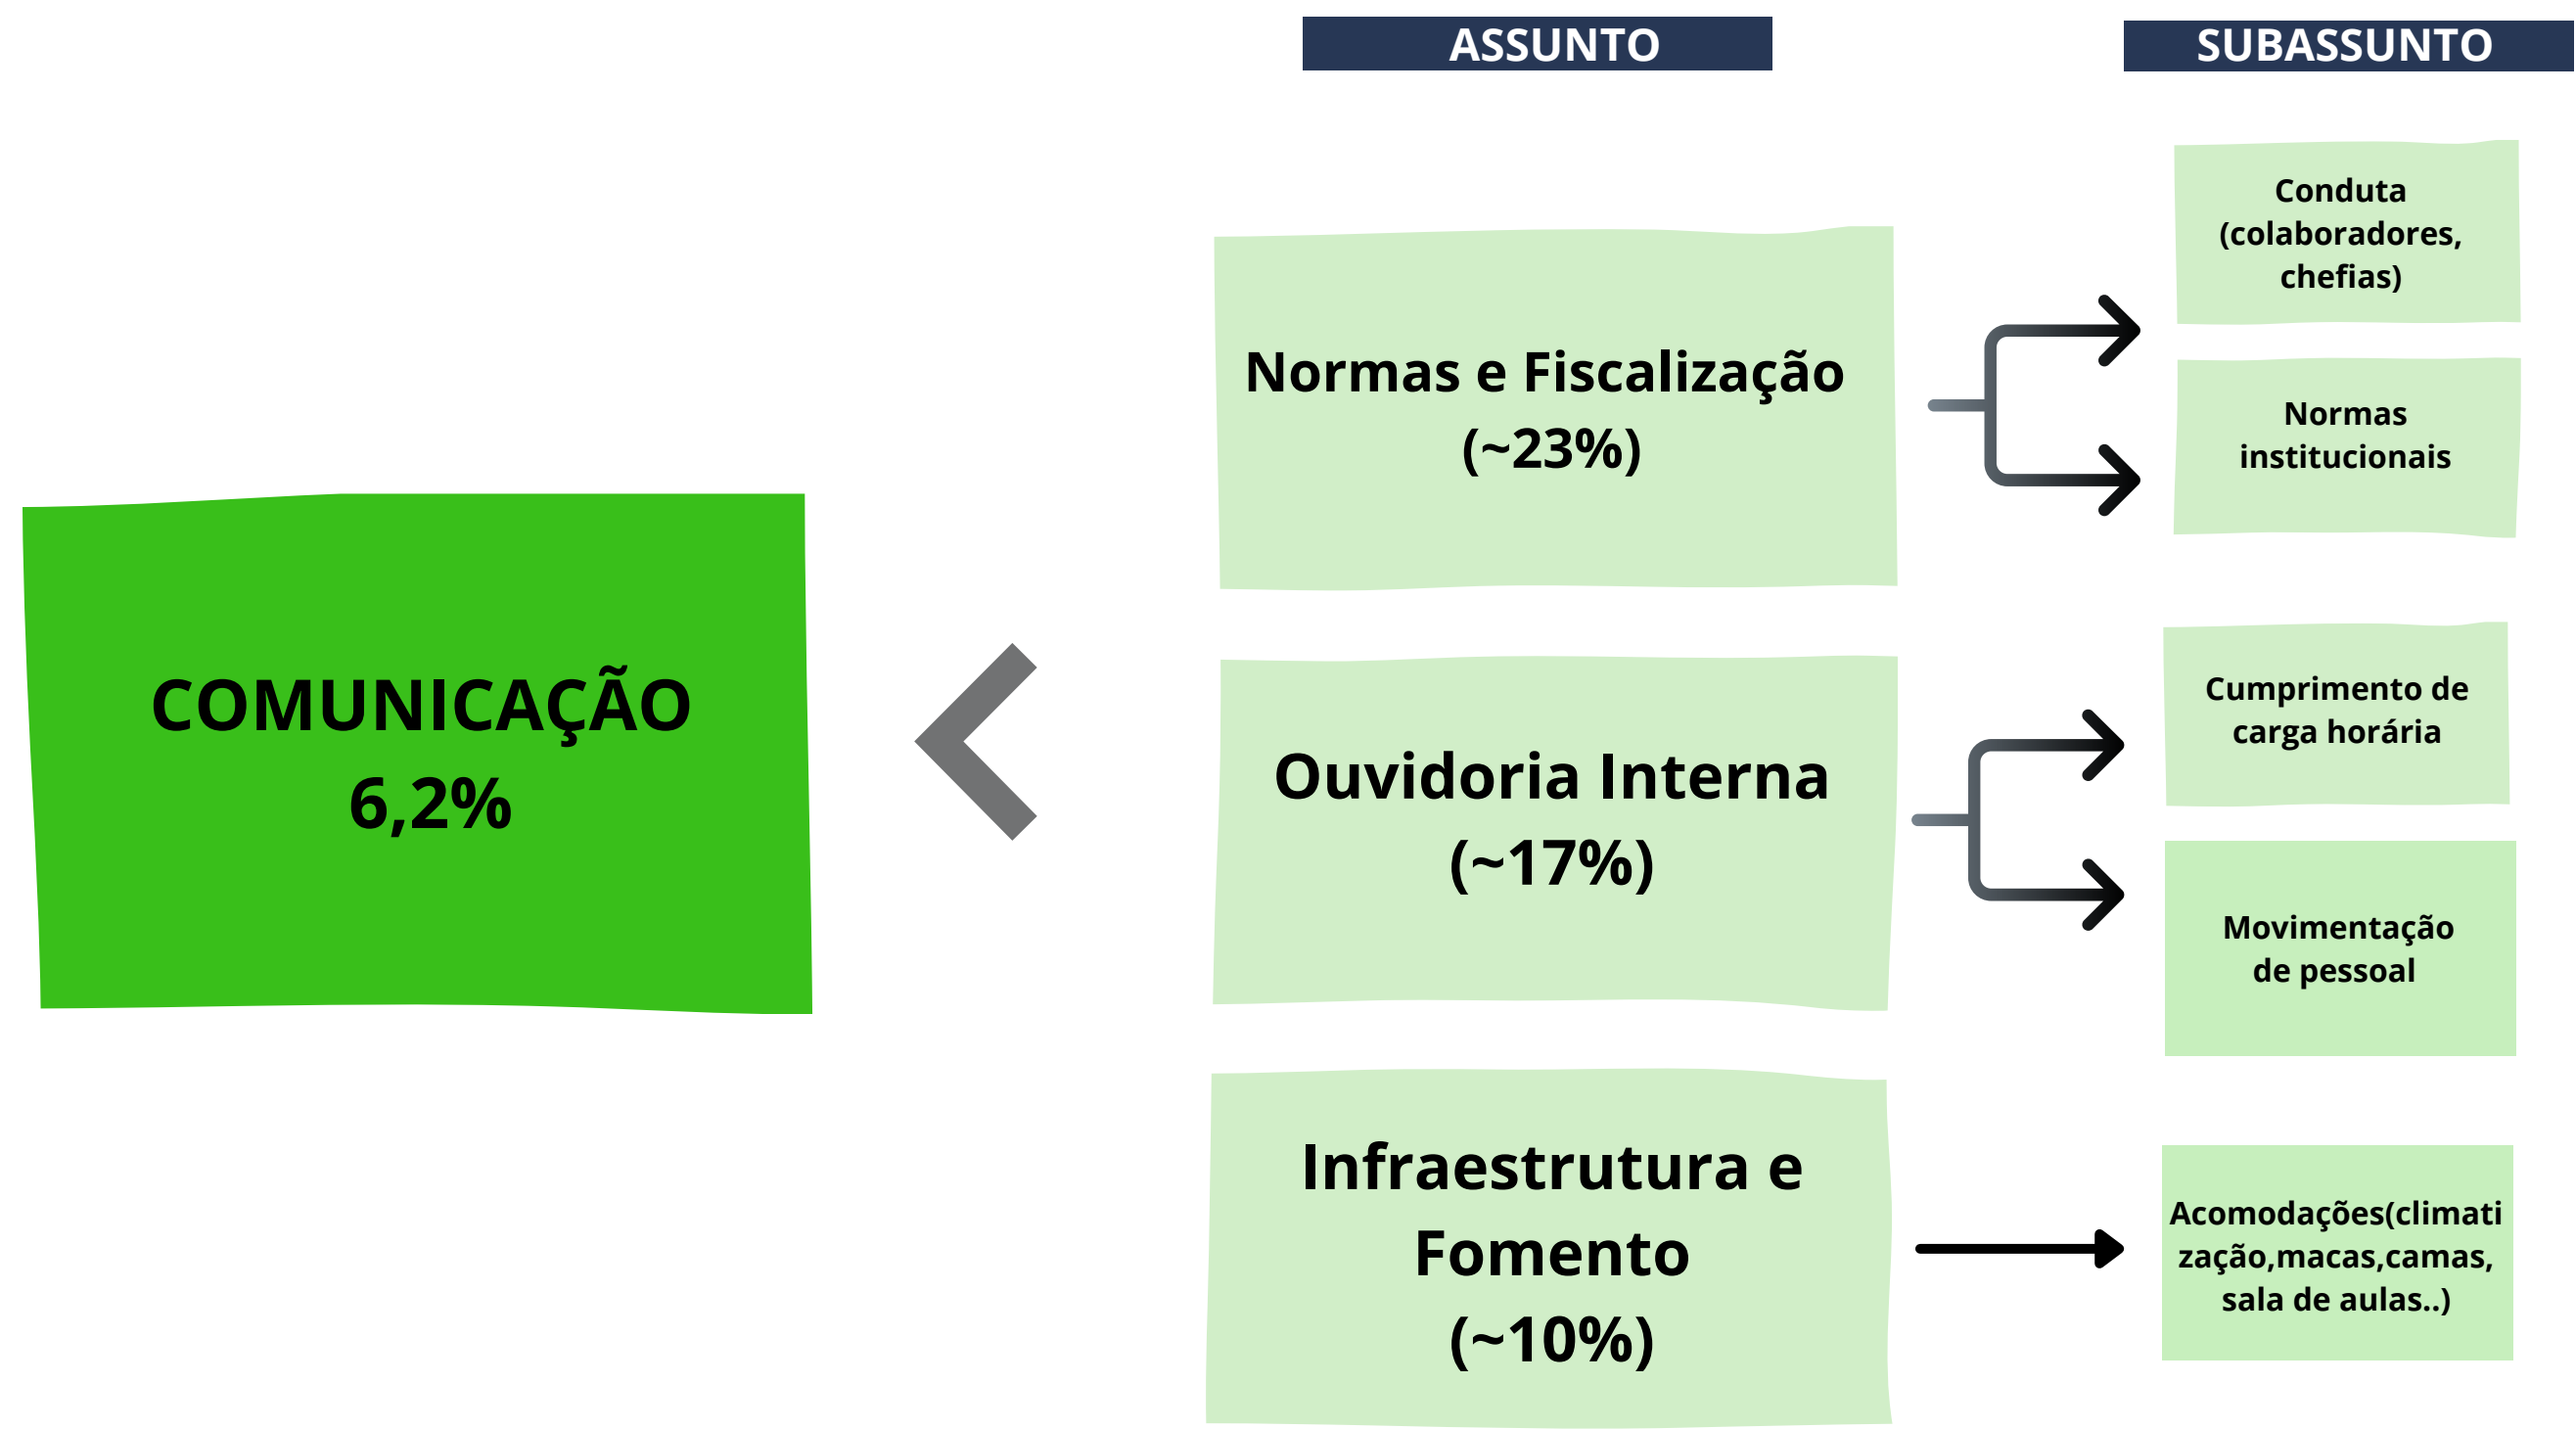 ASSUNTO
SUBASSUNTO
COMUNICAÇÃO
6,2%
Normas e Fiscalização
(~23%)
Conduta
(colaboradores,
chefias)
Normas
institucionais
Ouvidoria Interna
(~17%)
Cumprimento de
carga horária
Movimentação
de pessoal
Infraestrutura e
Fomento
(~10%)
Acomodações(climati
zação,macas,camas,
sala de aulas..)